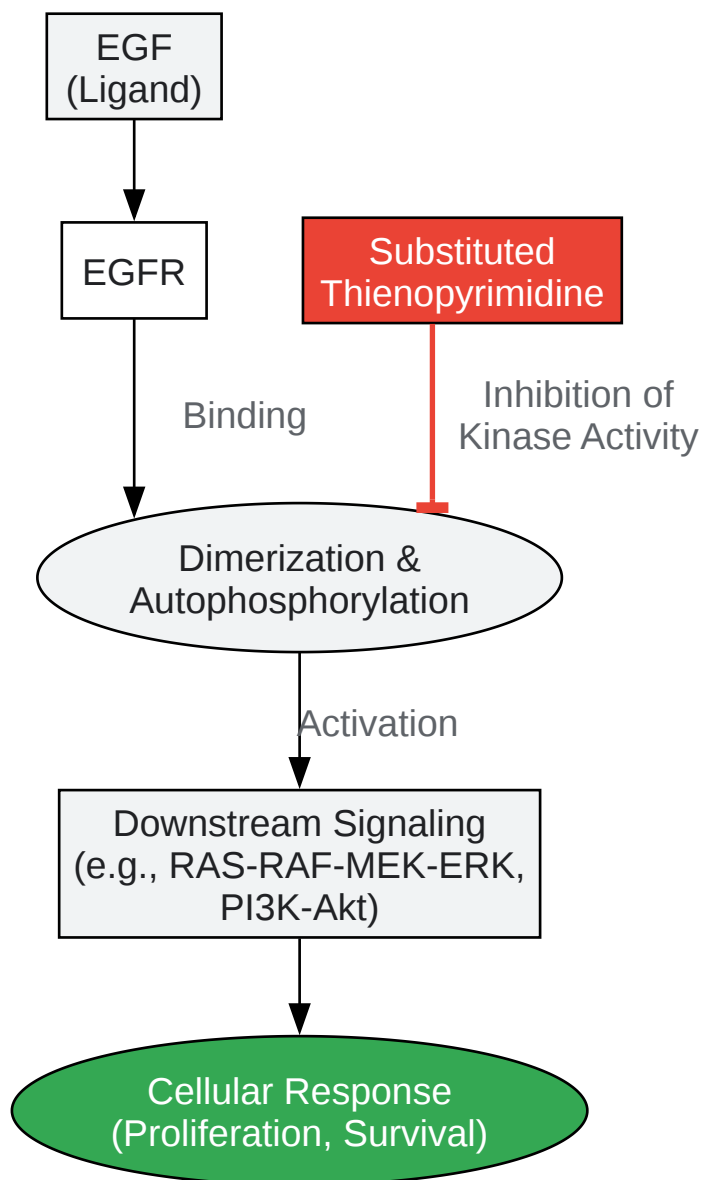 EGF
(Ligand)
EGFR
Substituted
Thienopyrimidine
Binding
Inhibition of
Kinase Activity
Dimerization &
Autophosphorylation
Activation
Downstream Signaling
(e.g., RAS-RAF-MEK-ERK,
PI3K-Akt)
Cellular Response
(Proliferation, Survival)